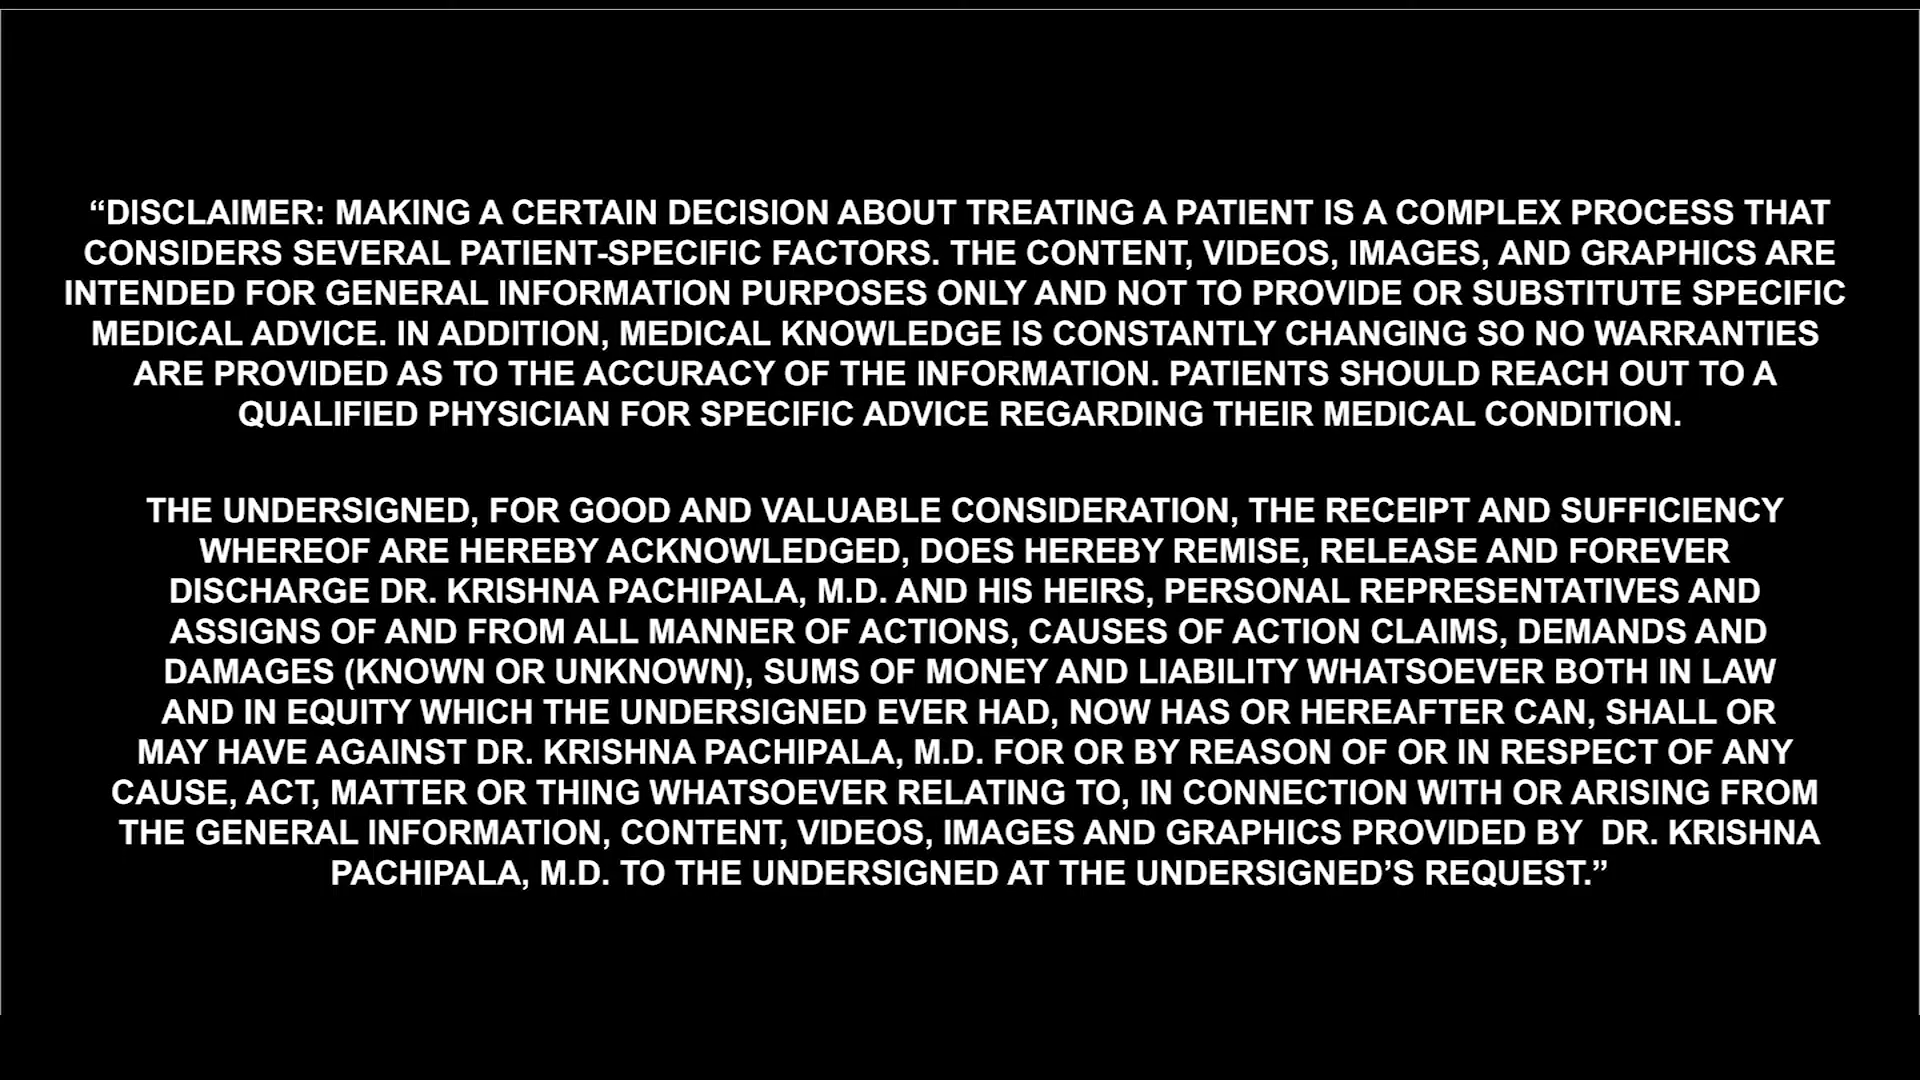 “DISCLAIMER: MAKING A CERTAIN DECISION ABOUT TREATING A PATIENT IS A COMPLEX PROCESS THAT
CONSIDERS SEVERAL PATIENT-SPECIFIC FACTORS. THE CONTENT, VIDEOS, IMAGES, AND GRAPHICS ARE
INTENDED FOR GENERAL INFORMATION PURPOSES ONLY AND NOT TO PROVIDE OR SUBSTITUTE SPECIFIC
MEDICAL ADVICE. IN ADDITION, MEDICAL KNOWLEDGE IS CONSTANTLY CHANGING SO NO WARRANTIES
ARE PROVIDED AS TO THE ACCURACY OF THE INFORMATION. PATIENTS SHOULD REACH OUT TO A
QUALIFIED PHYSICIAN FOR SPECIFIC ADVICE REGARDING THEIR MEDICAL CONDITION.
THE UNDERSIGNED, FOR GOOD AND VALUABLE CONSIDERATION, THE RECEIPT AND SUFFICIENCY
WHEREOF ARE HEREBY ACKNOWLEDGED, DOES HEREBY REMISE, RELEASE AND FOREVER
DISCHARGE DR. KRISHNA PACHIPALA, M.D. AND HIS HEIRS, PERSONAL REPRESENTATIVES AND
ASSIGNS OF AND FROM ALL MANNER OF ACTIONS, CAUSES OF ACTION CLAIMS, DEMANDS AND
DAMAGES (KNOWN OR UNKNOWN), SUMS OF MONEY AND LIABILITY WHATSOEVER BOTH IN LAW
AND IN EQUITY WHICH THE UNDERSIGNED EVER HAD, NOW HAS OR HEREAFTER CAN, SHALL OR
MAY HAVE AGAINST DR. KRISHNA PACHIPALA, M.D. FOR OR BY REASON OF OR IN RESPECT OF ANY
CAUSE, ACT, MATTER OR THING WHATSOEVER RELATING TO, IN CONNECTION WITH OR ARISING FROM
THE GENERAL INFORMATION, CONTENT, VIDEOS, IMAGES AND GRAPHICS PROVIDED BY  DR. KRISHNA
PACHIPALA, M.D. TO THE UNDERSIGNED AT THE UNDERSIGNED’S REQUEST.”